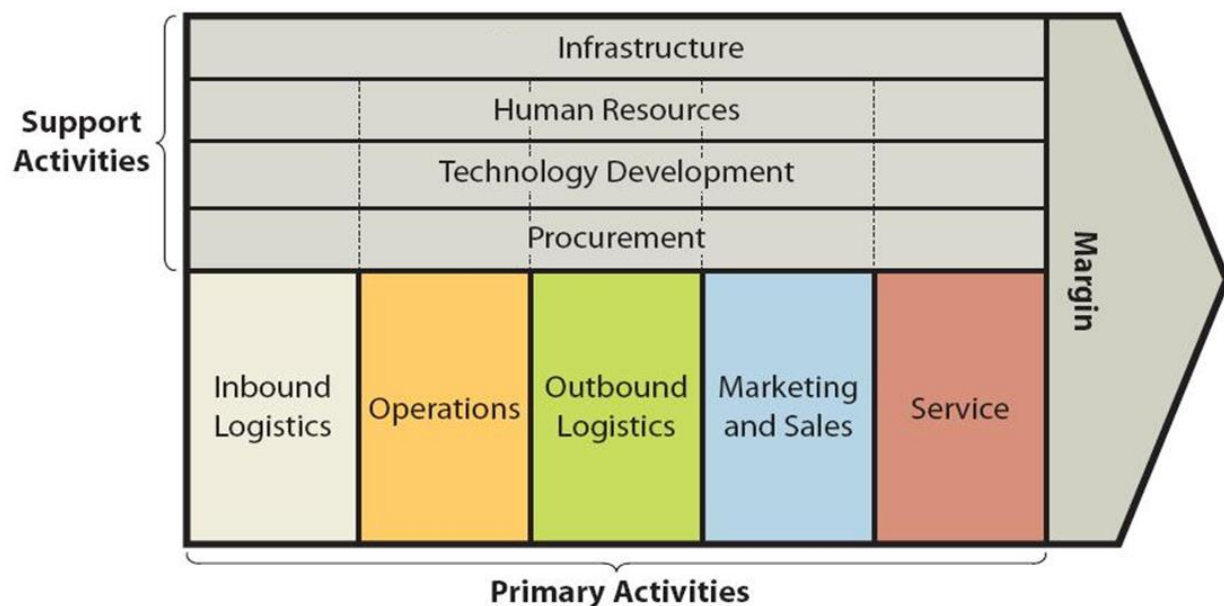 Infrastructure
Human Resources
Support
Activities
Technology Development
Procurement
Margin
Inbound
Logistics
Operations
Outbound
Logistics
Marketing
and Sales
Service
Primary Activities